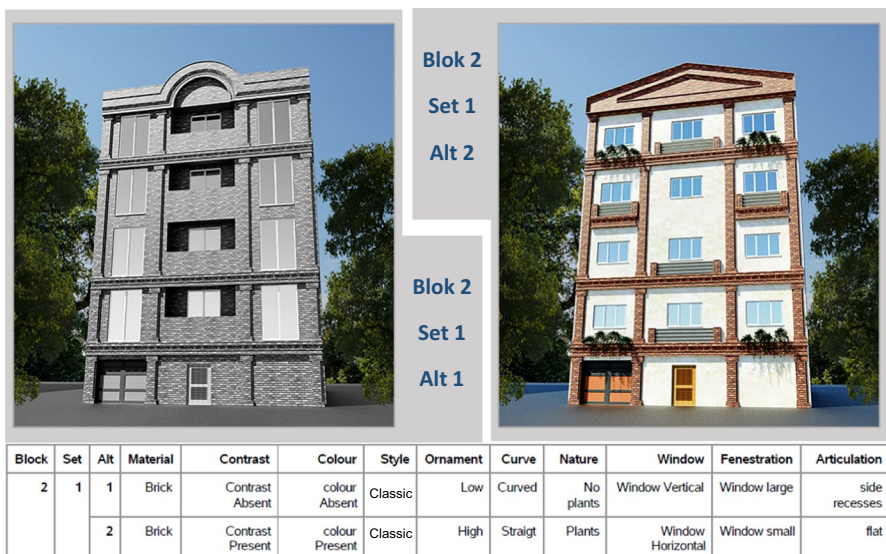 Blok 2
Set 1
Alt 2
Blok 2
Set 1
Alt 1
Block Set Alt Material Contrast Colour Style Ornament Curve Nature Window Fenestration Articulation
2 1 1 Brick Contrast Absent colour Absent Classic Low Curved No plants Window Vertical Window large side recesses
2 Brick Contrast Present colour Present Classic High Straigt Plants Window Horizontal Window small flat